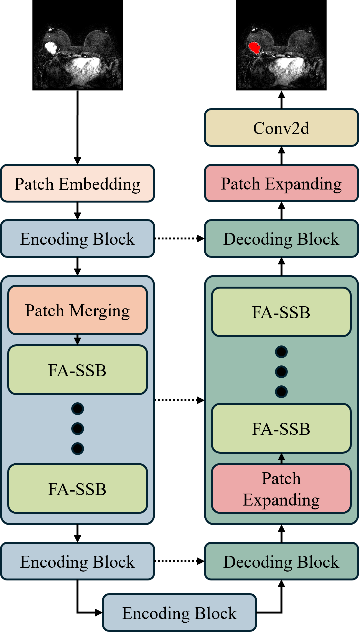 Conv2d
Patch Embedding
Patch Expanding
Encoding Block
Decoding Block
Patch Merging
FA-SSB
FA-SSB
FA-SSB
FA-SSB
Patch
Expanding
Encoding Block
Decoding Block
Encoding Block